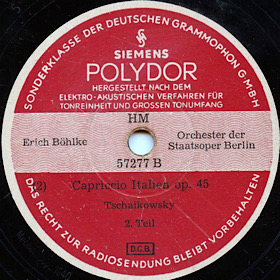 SONDERKLASSE DER DEUTSCHEN GRAMMOPHON G·M·B·H
SIEMENS
POLYDOR
HERGESTELLT NACH DEM
ELEKTRO-AKUSTISCHEN VERFAHREN FÜR
TONREINHEIT UND GROSSEN TONUMFANG
HM
Erich Böhlke
Orchester der
Staatsoper Berlin
57277 B
(2) Capriccio Italien op. 45
Tschaikowsky
2. Teil
D.C.B.
DAS RECHT ZUR RADIOSENDUNG BLEIBT VORBEHALTEN